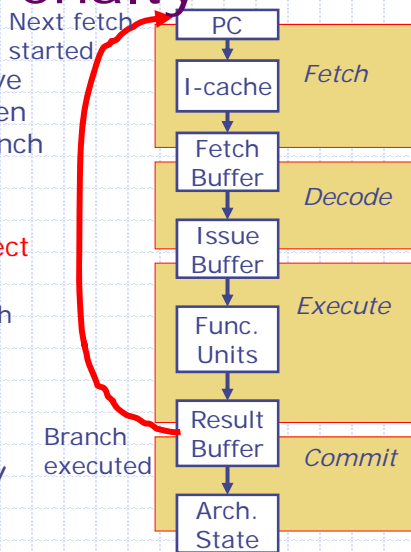 Next fetch
started
PC
I-cache
Fetch
Fetch
Buffer
Decode
Issue
Buffer
Execute
Func.
Units
Branch
executed
Result
Buffer
Commit
Arch.
State